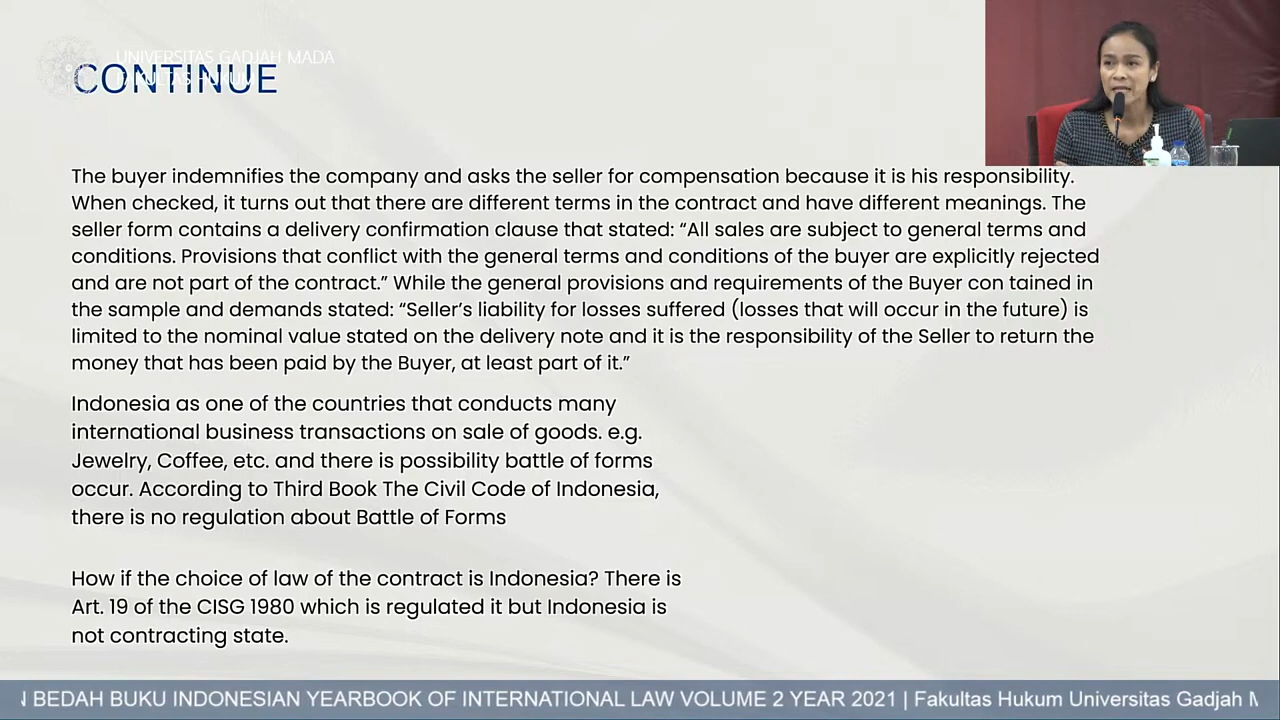 UNIVERSITAS GADJAH MADA
FAKULTAS HUKUM
CONTINUE
The buyer indemnifies the company and asks the seller for compensation because it is his responsibility.
When checked, it turns out that there are different terms in the contract and have different meanings. The
seller form contains a delivery confirmation clause that stated: “All sales are subject to general terms and
conditions. Provisions that conflict with the general terms and conditions of the buyer are explicitly rejected
and are not part of the contract.” While the general provisions and requirements of the Buyer con tained in
the sample and demands stated: “Seller’s liability for losses suffered (losses that will occur in the future) is
limited to the nominal value stated on the delivery note and it is the responsibility of the Seller to return the
money that has been paid by the Buyer, at least part of it.”
Indonesia as one of the countries that conducts many
international business transactions on sale of goods. e.g.
Jewelry, Coffee, etc. and there is possibility battle of forms
occur. According to Third Book The Civil Code of Indonesia,
there is no regulation about Battle of Forms
How if the choice of law of the contract is Indonesia? There is
Art. 19 of the CISG 1980 which is regulated it but Indonesia is
not contracting state.
BEDAH BUKU INDONESIAN YEARBOOK OF INTERNATIONAL LAW VOLUME 2 YEAR 2021 | Fakultas Hukum Universitas Gadjah